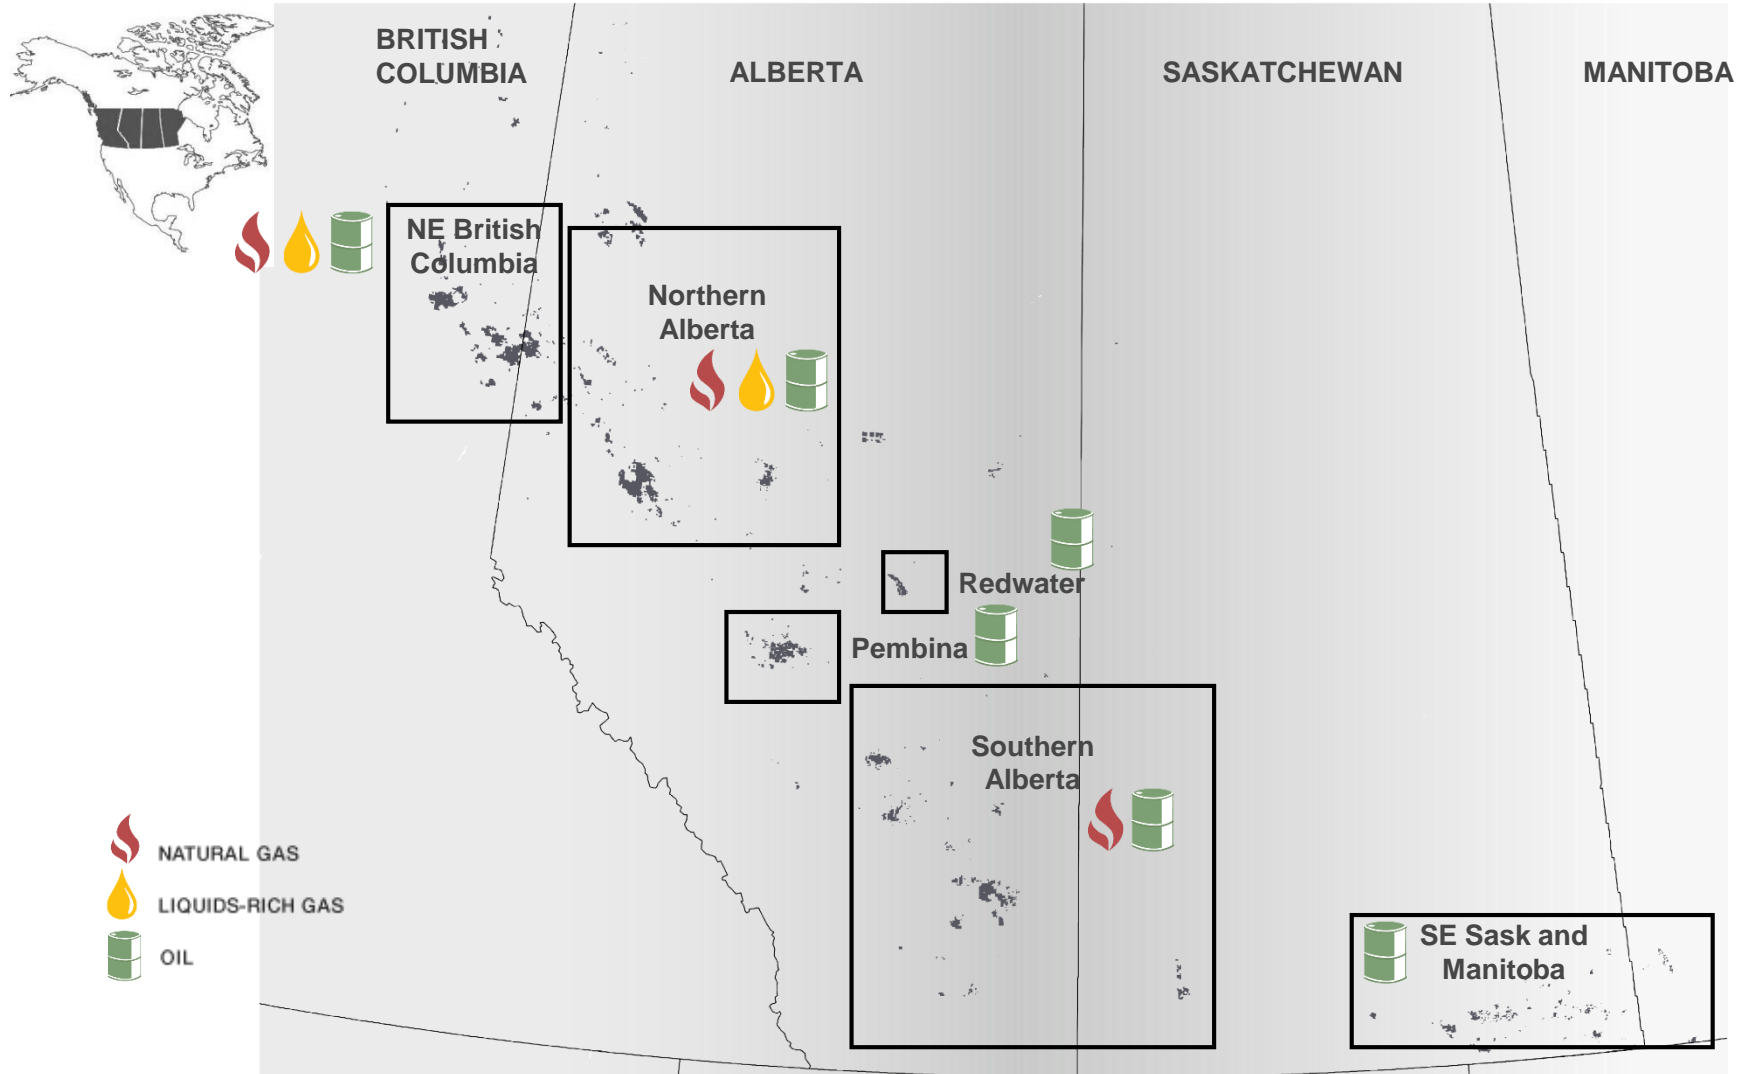 BRITISH
COLUMBIA
ALBERTA
SASKATCHEWAN
MANITOBA
NE British
Columbia
Northern
Alberta
Redwater
Pembina
Southern
Alberta
NATURAL GAS
LIQUIDS-RICH GAS
OIL
SE Sask and
Manitoba